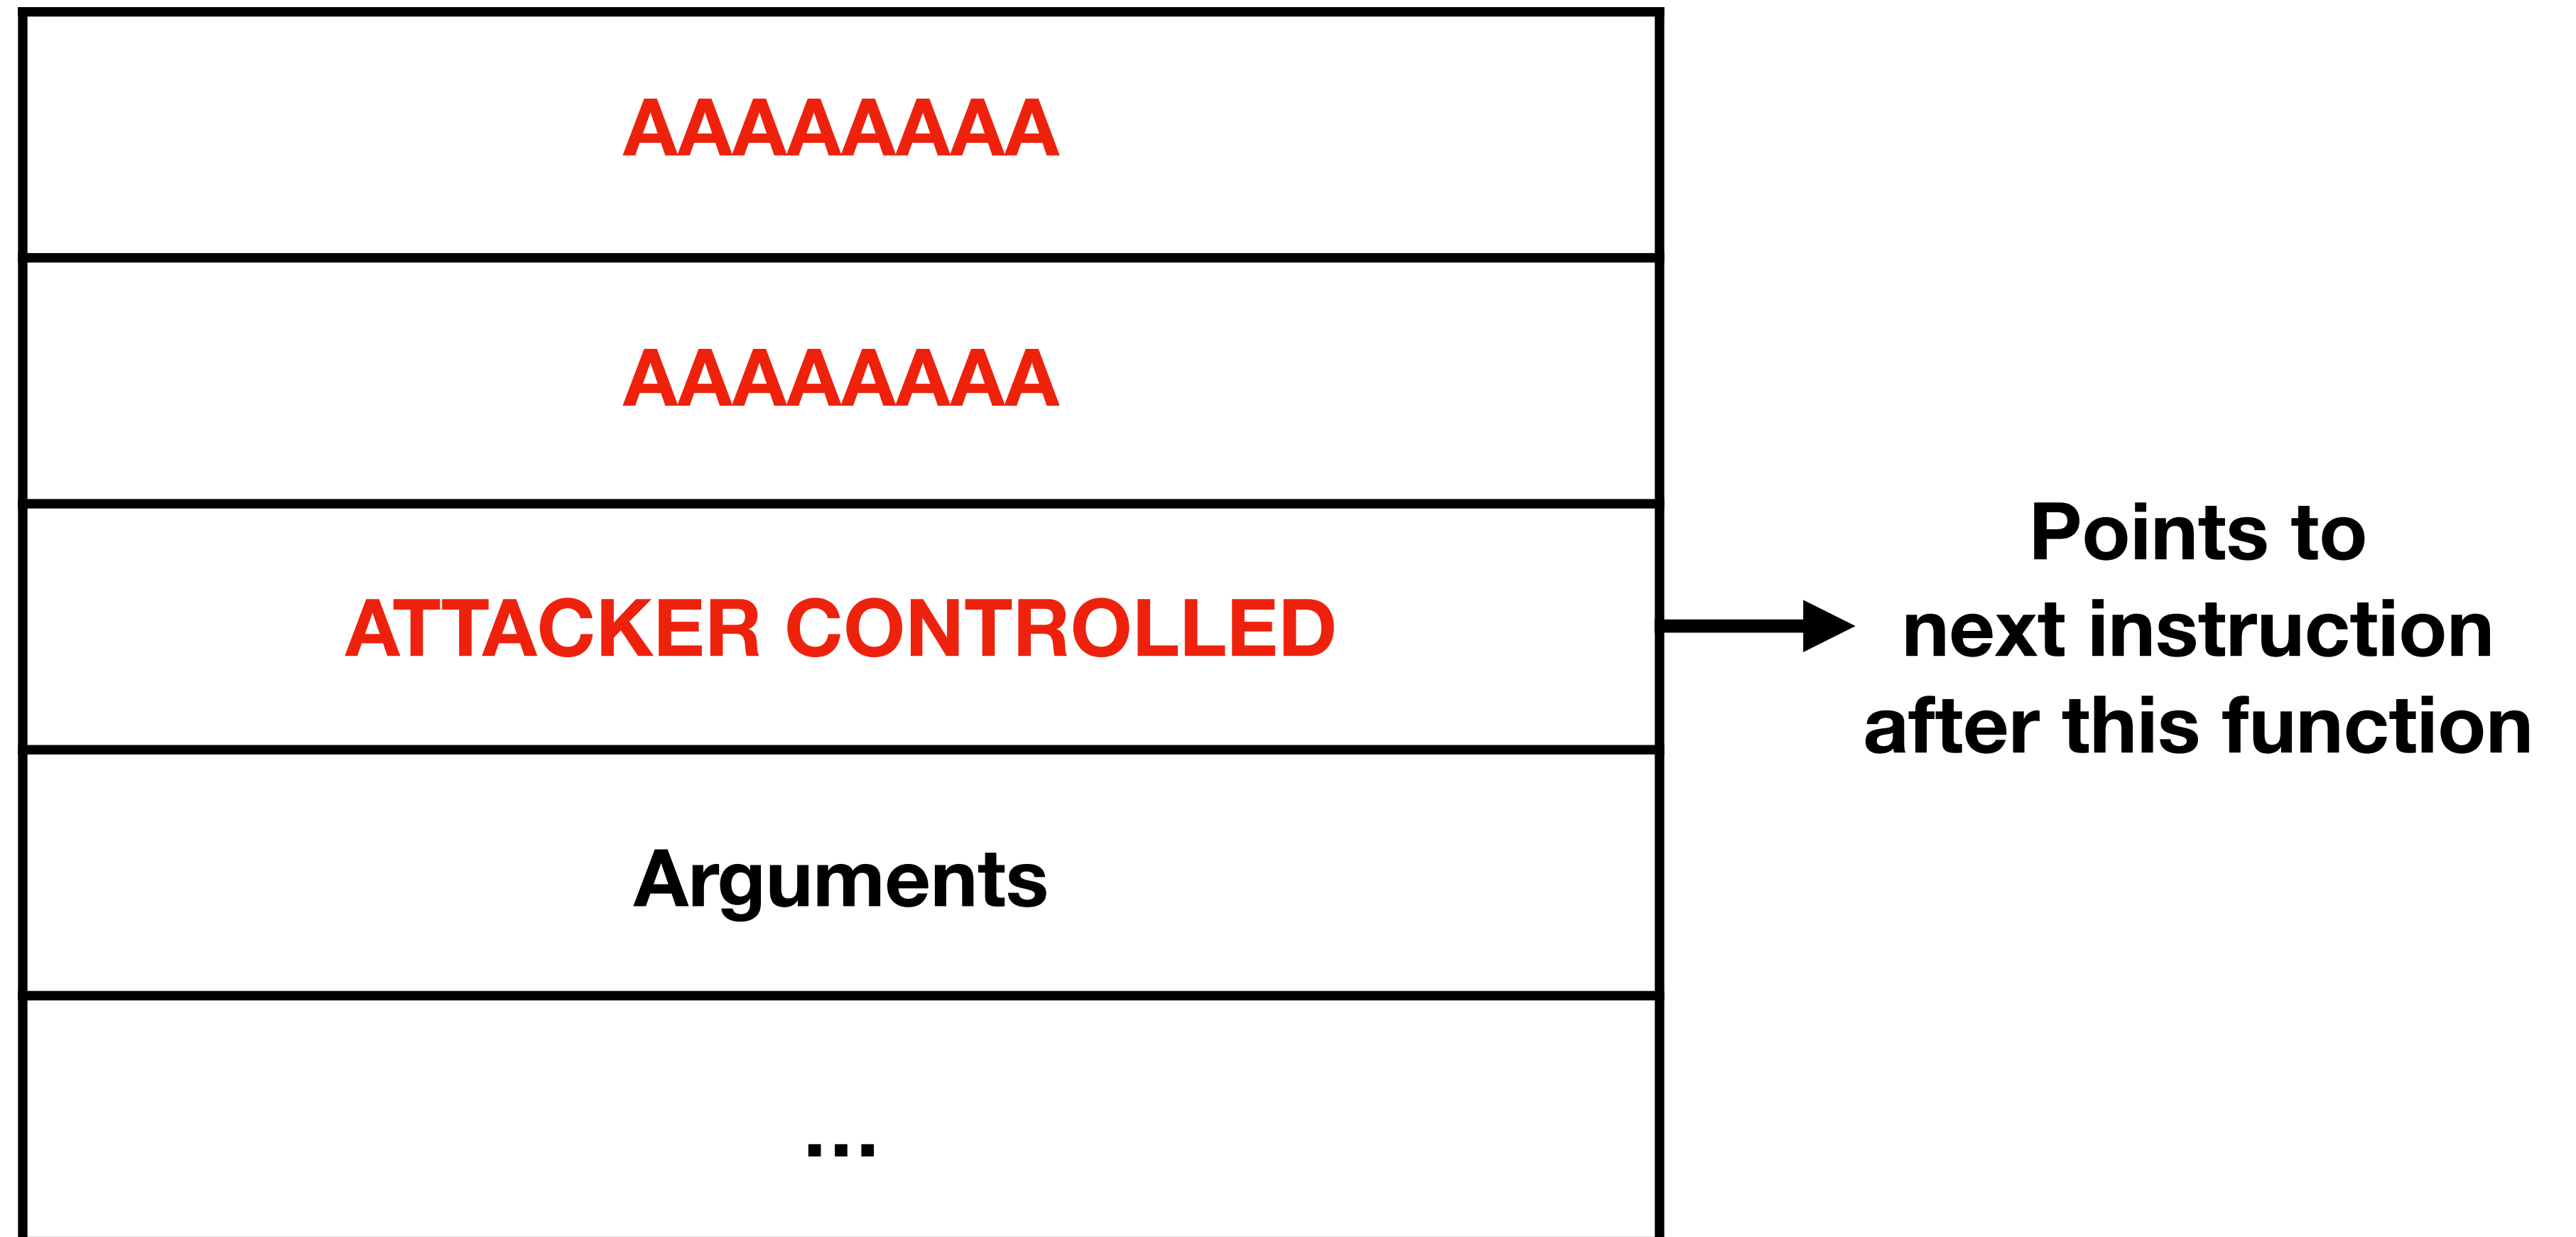 AAAAAAAA
AAAAAAAA
ATTACKER CONTROLLED
Points to
next instruction
after this function
Arguments
...